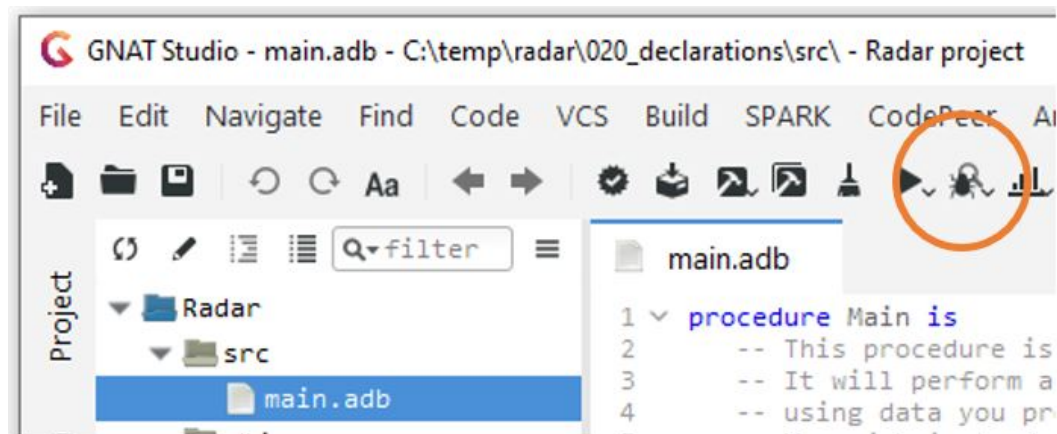 GNAT Studio - main.adb - C:\temp\radar\020_declarations\src\ - Radar project
File Edit Navigate Find Code VCS Build SPARK CodePeer
Aa
filter
Project
Radar
src
main.adb
main.adb
1 procedure Main is
2 -- This procedure is
3 -- It will perform a
4 -- using data you pr